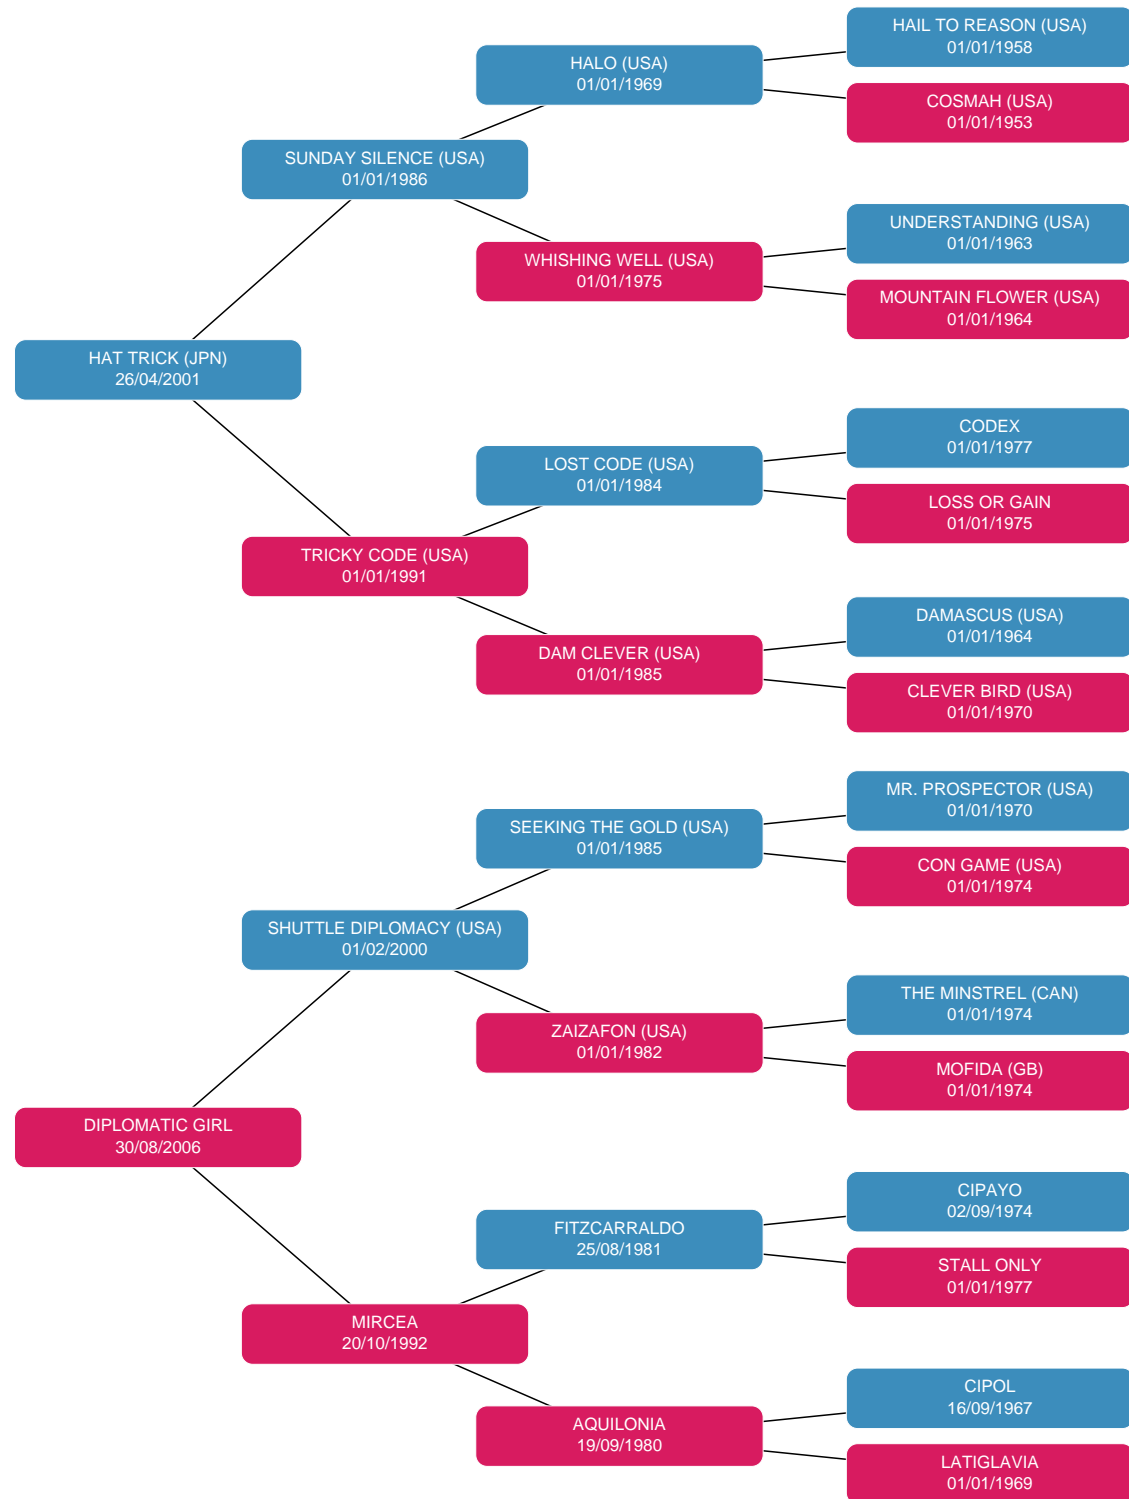 HAIL TO REASON (USA)
01/01/1958
HALO (USA)
01/01/1969
COSMAH (USA)
01/01/1953
SUNDAY SILENCE (USA)
01/01/1986
UNDERSTANDING (USA)
01/01/1963
WHISHING WELL (USA)
01/01/1975
MOUNTAIN FLOWER (USA)
01/01/1964
HAT TRICK (JPN)
26/04/2001
CODEX
01/01/1977
LOST CODE (USA)
01/01/1984
LOSS OR GAIN
01/01/1975
TRICKY CODE (USA)
01/01/1991
DAMASCUS (USA)
01/01/1964
DAM CLEVER (USA)
01/01/1985
CLEVER BIRD (USA)
01/01/1970
MR. PROSPECTOR (USA)
01/01/1970
SEEKING THE GOLD (USA)
01/01/1985
CON GAME (USA)
01/01/1974
SHUTTLE DIPLOMACY (USA)
01/02/2000
THE MINSTREL (CAN)
01/01/1974
ZAIZAFON (USA)
01/01/1982
MOFIDA (GB)
01/01/1974
DIPLOMATIC GIRL
30/08/2006
CIPAYO
02/09/1974
FITZCARRALDO
25/08/1981
STALL ONLY
01/01/1977
MIRCEA
20/10/1992
CIPOL
16/09/1967
AQUILONIA
19/09/1980
LATIGLAVIA
01/01/1969